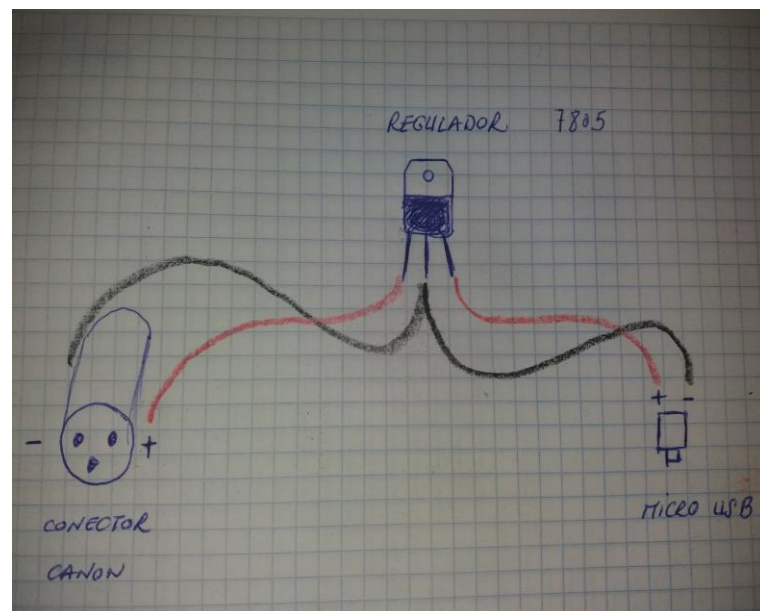 REGULADOR 7805
- +
+ -
CONECTOR
CANON
MICRO USB